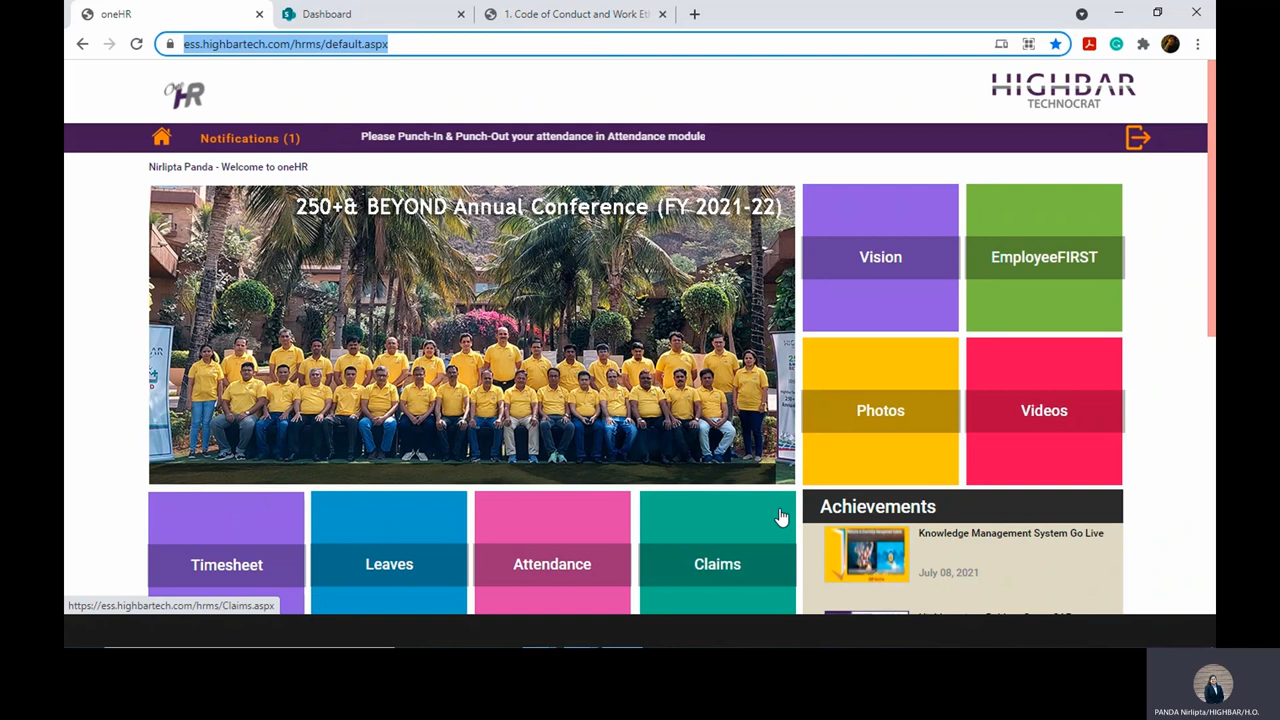 oneHR
Dashboard
1. Code of Conduct and Work Et
ess.highbartech.com/hrms/default.aspx
One HR
HIGHBAR
TECHNOCRAT
Notifications (1)
Please Punch-In & Punch-Out your attendance in Attendance module
Nirlipta Panda - Welcome to oneHR
250+& BEYOND Annual Conference (FY 2021-22)
Vision
EmployeeFIRST
Photos
Videos
Achievements
Knowledge Management System Go Live
July 08, 2021
Timesheet
Leaves
Attendance
Claims
https://ess.highbartech.com/hrms/Claims.aspx
PANDA Nirlipta/HIGHBAR/H.O.